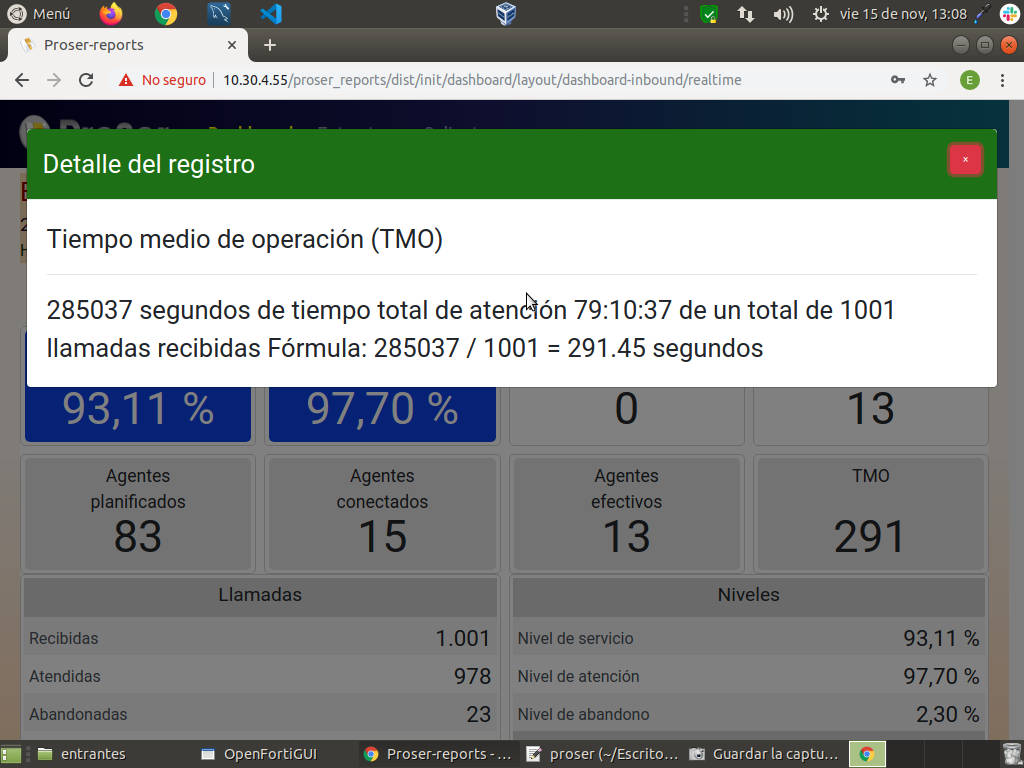 Menú
vie 15 de nov, 13:08
Proser-reports
No seguro
10.30.4.55/proser_reports/dist/init/dashboard/layout/dashboard-inbound/realtime
E
Detalle del registro
×
Tiempo medio de operación (TMO)
285037 segundos de tiempo total de atención 79:10:37 de un total de 1001
llamadas recibidas Fórmula: 285037 / 1001 = 291.45 segundos
93,11 %
97,70 %
0
13
Agentes
planificados
83
Agentes
conectados
15
Agentes
efectivos
13
TMO
291
Llamadas
Recibidas 1.001
Atendidas 978
Abandonadas 23
Niveles
Nivel de servicio 93,11 %
Nivel de atención 97,70 %
Nivel de abandono 2,30 %
entrantes
OpenFortiGUI
Proser-reports - ...
proser (~/Escrito...
Guardar la captu...